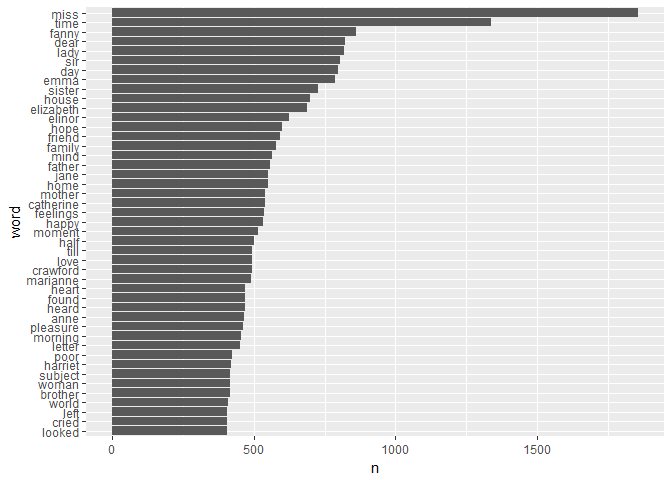 miss
time
fanny
dear
lady
sir
day
emma
sister
house
elizabeth
elinor
hope
friend
family
mind
father
jane
home
mother
catherine
feelings
happy
moment
half
till
love
crawford
marianne
heart
found
heard
anne
pleasure
morning
letter
poor
harriet
subject
woman
brother
world
left
cried
looked
word
0 500 1000 1500
n